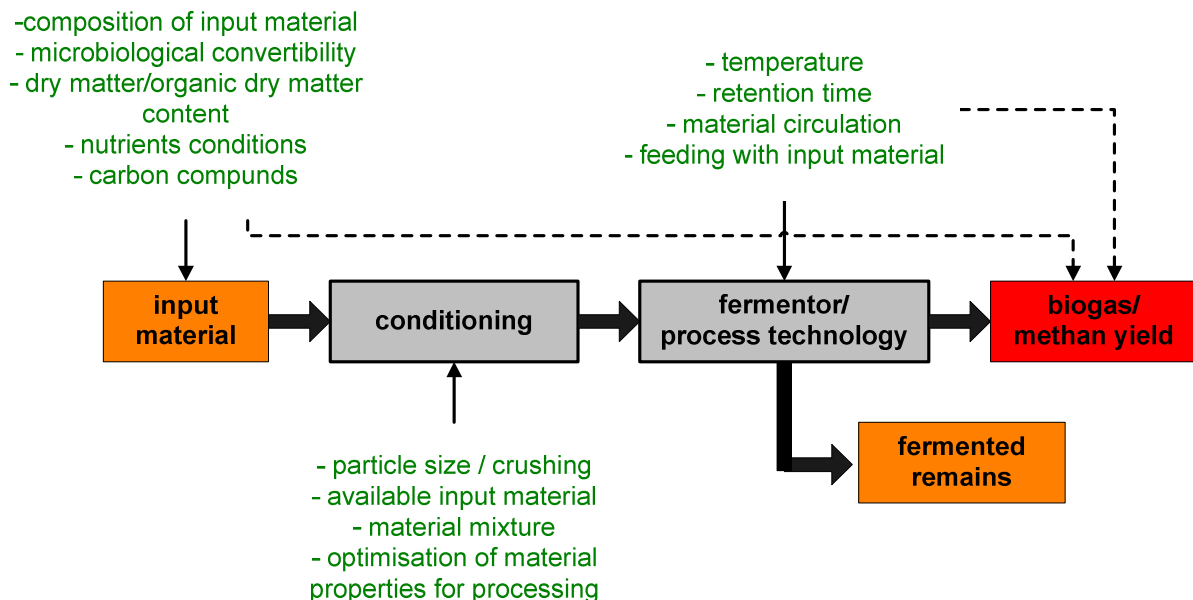 -composition of input material
- microbiological convertibility
- dry matter/organic dry matter
content
- nutrients conditions
- carbon compunds
- temperature
- retention time
- material circulation
- feeding with input material
input
material
conditioning
fermentor/
process technology
biogas/
methan yield
fermented
remains
- particle size / crushing
- available input material
- material mixture
- optimisation of material
properties for processing